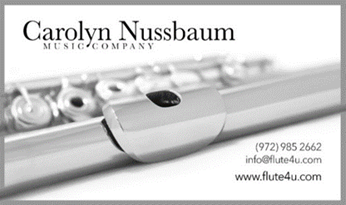 Carolyn Nussbaum
MUSIC COMPANY
(972) 985 2662
info@flute4u.com
www.flute4u.com